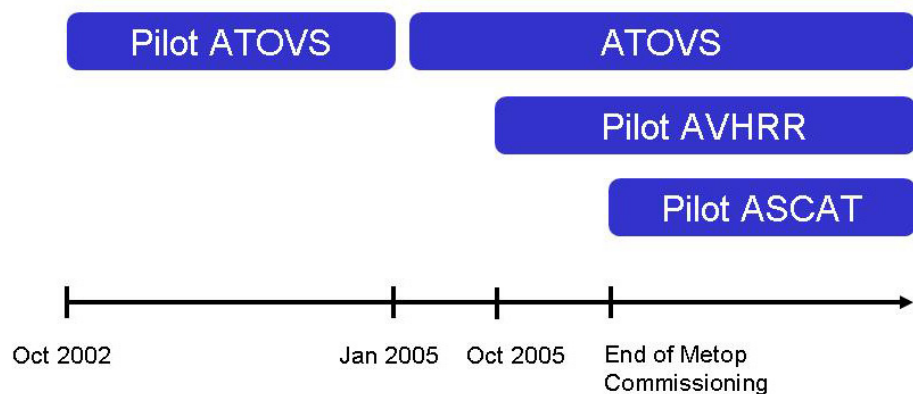 Pilot ATOVS
ATOVS
Pilot AVHRR
Pilot ASCAT
Oct 2002
Jan 2005
Oct 2005
End of Metop
Commissioning